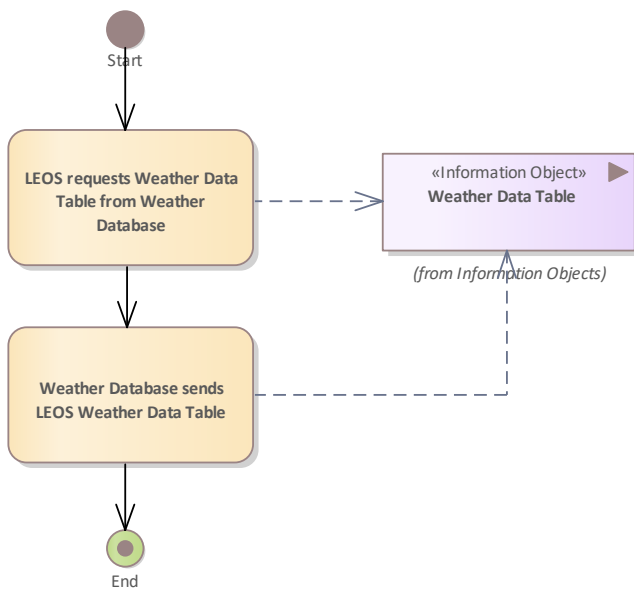 Start
LEOS requests Weather Data
Table from Weather
Database
«Information Object»
Weather Data Table
(from Information Objects)
Weather Database sends
LEOS Weather Data Table
End